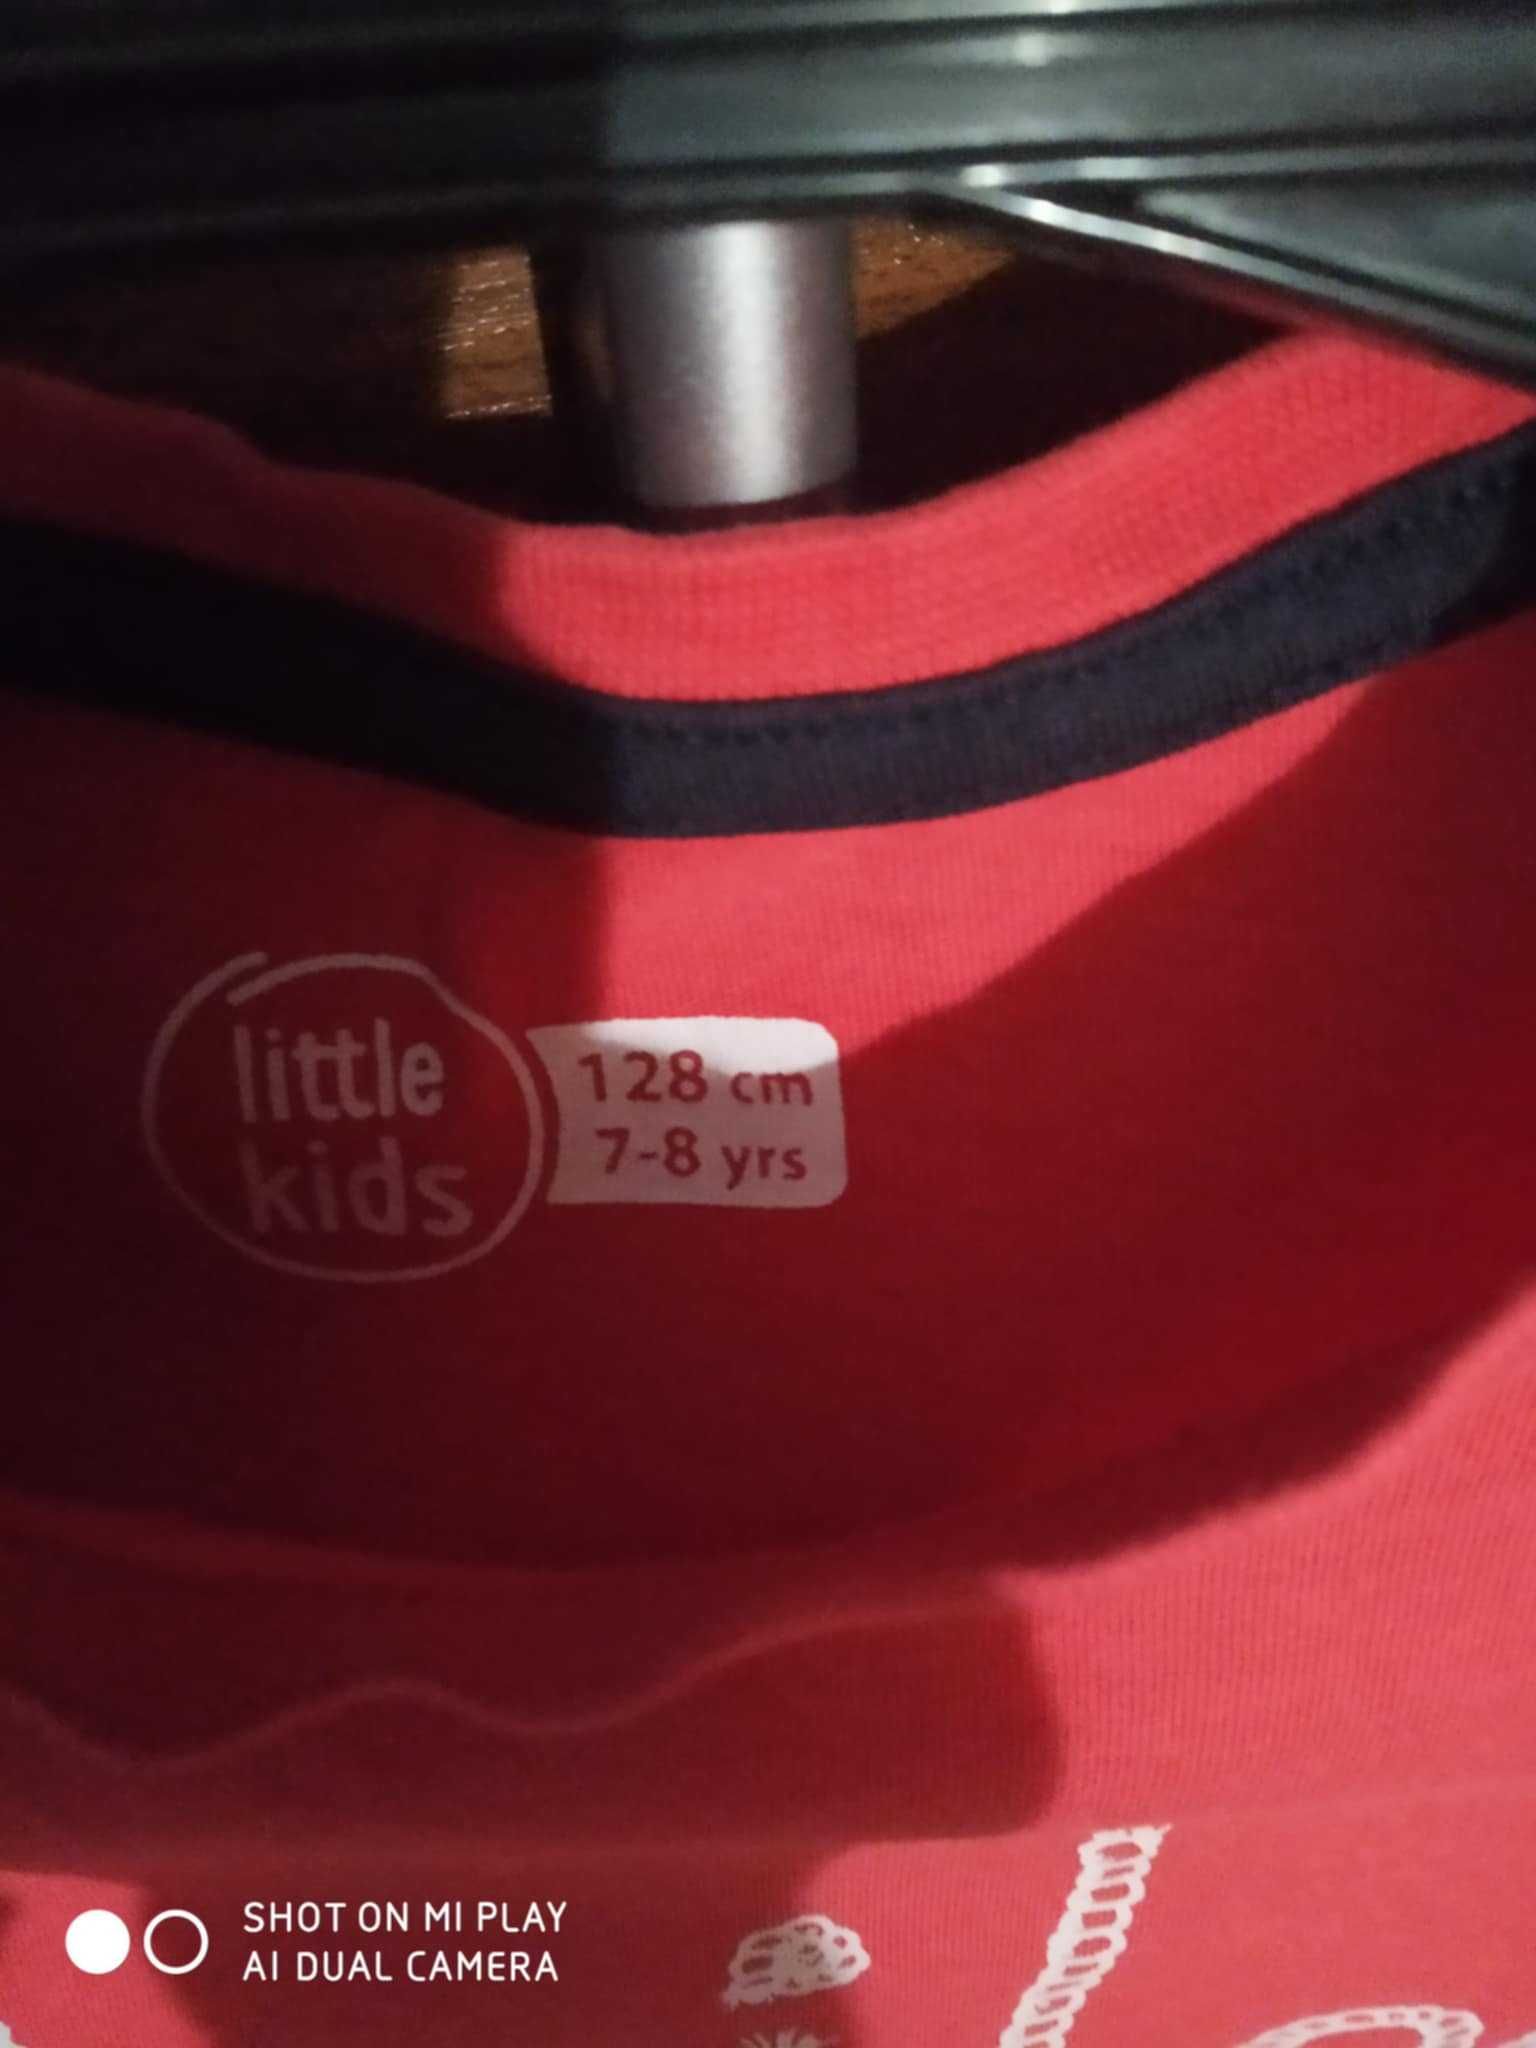 little
kids
128 cm
7-8 yrs
SHOT ON MI PLAY
AI DUAL CAMERA